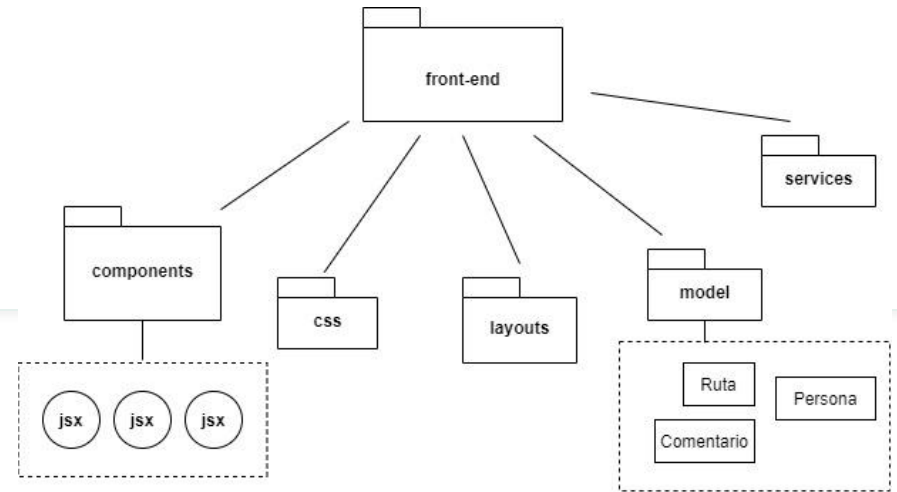 front-end
services
components
css
layouts
model
jsx
jsx
jsx
Ruta
Persona
Comentario